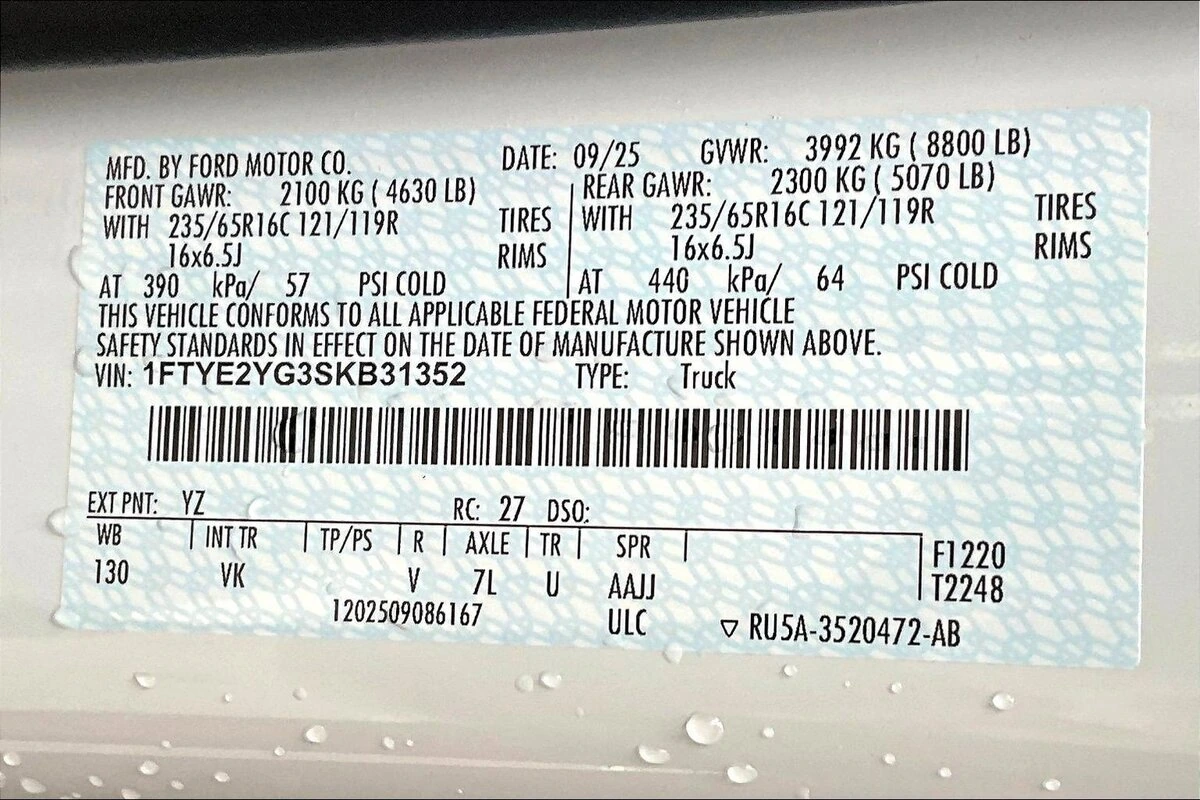 MFD. BY FORD MOTOR CO. DATE: 09/25 GVWR: 3992 KG ( 8800 LB)
FRONT GAWR: 2100 KG ( 4630 LB) REAR GAWR: 2300 KG ( 5070 LB)
WITH 235/65R16C 121/119R TIRES WITH 235/65R16C 121/119R TIRES
16x6.5J RIMS 16x6.5J RIMS
AT 390 kPa/ 57 PSI COLD AT 440 kPa/ 64 PSI COLD
THIS VEHICLE CONFORMS TO ALL APPLICABLE FEDERAL MOTOR VEHICLE
SAFETY STANDARDS IN EFFECT ON THE DATE OF MANUFACTURE SHOWN ABOVE.
VIN: 1FTYE2YG3SKB31352 TYPE: Truck
EXT PNT: YZ RC: 27 DSO:
WB INT TR TP/PS R AXLE TR SPR F1220
130 VK V 7L U AAJJ T2248
1202509086167 ULC ▽ RU5A-3520472-AB